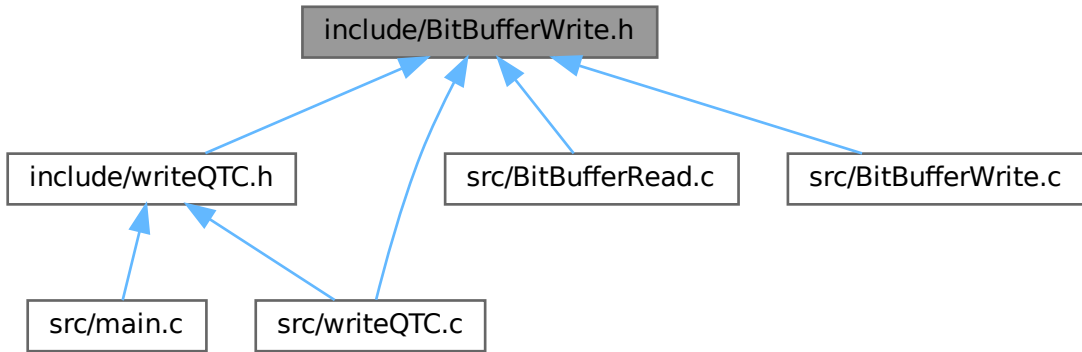 include/BitBufferWrite.h
include/writeQTC.h
src/BitBufferRead.c
src/BitBufferWrite.c
src/main.c
src/writeQTC.c